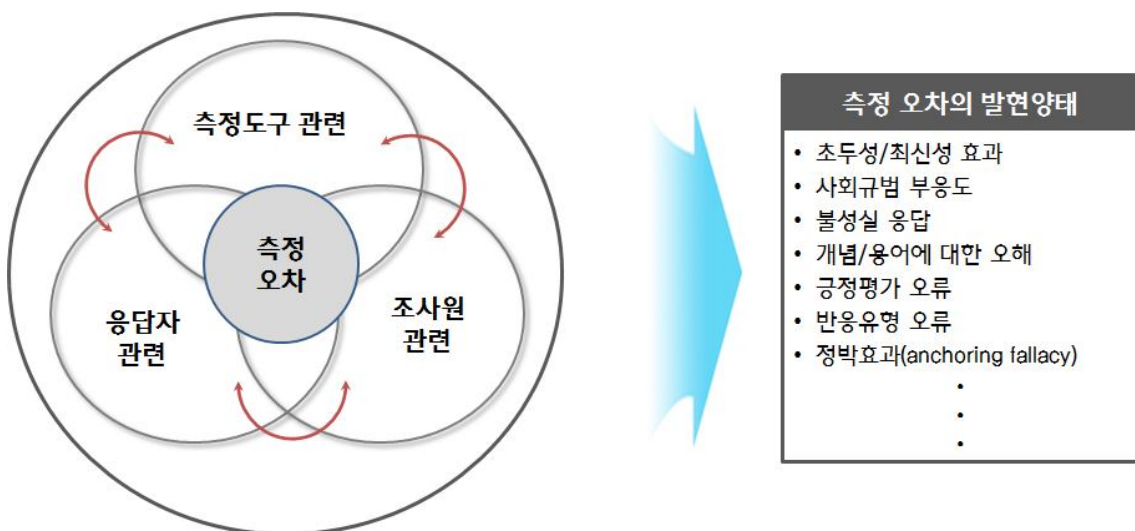 측정도구 관련
측정
오차
응답자
관련
조사원
관련
측정 오차의 발현양태
• 초두성/최신성 효과
• 사회규범 부응도
• 불성실 응답
• 개념/용어에 대한 오해
• 긍정평가 오류
• 반응유형 오류
• 정박효과(anchoring fallacy)
•
•
•